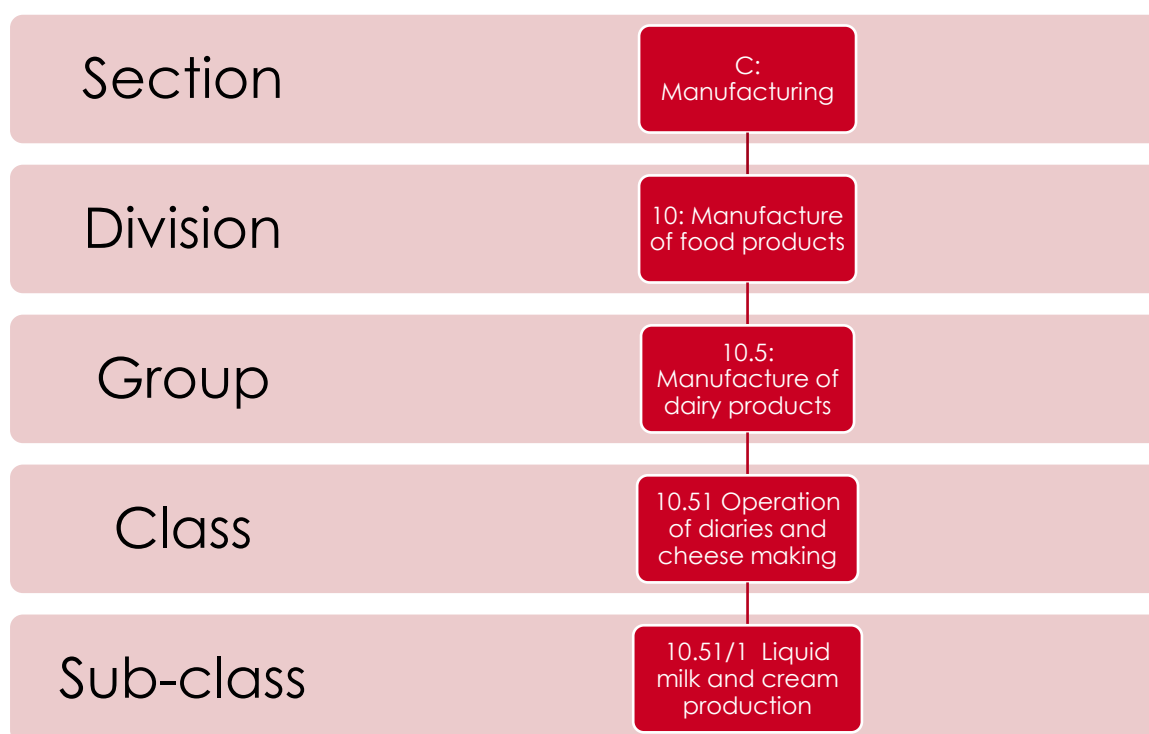 Section
C:
Manufacturing
Division
10: Manufacture
of food products
Group
10.5:
Manufacture of
dairy products
Class
10.51 Operation
of diaries and
cheese making
Sub-class
10.51/1  Liquid
milk and cream
production